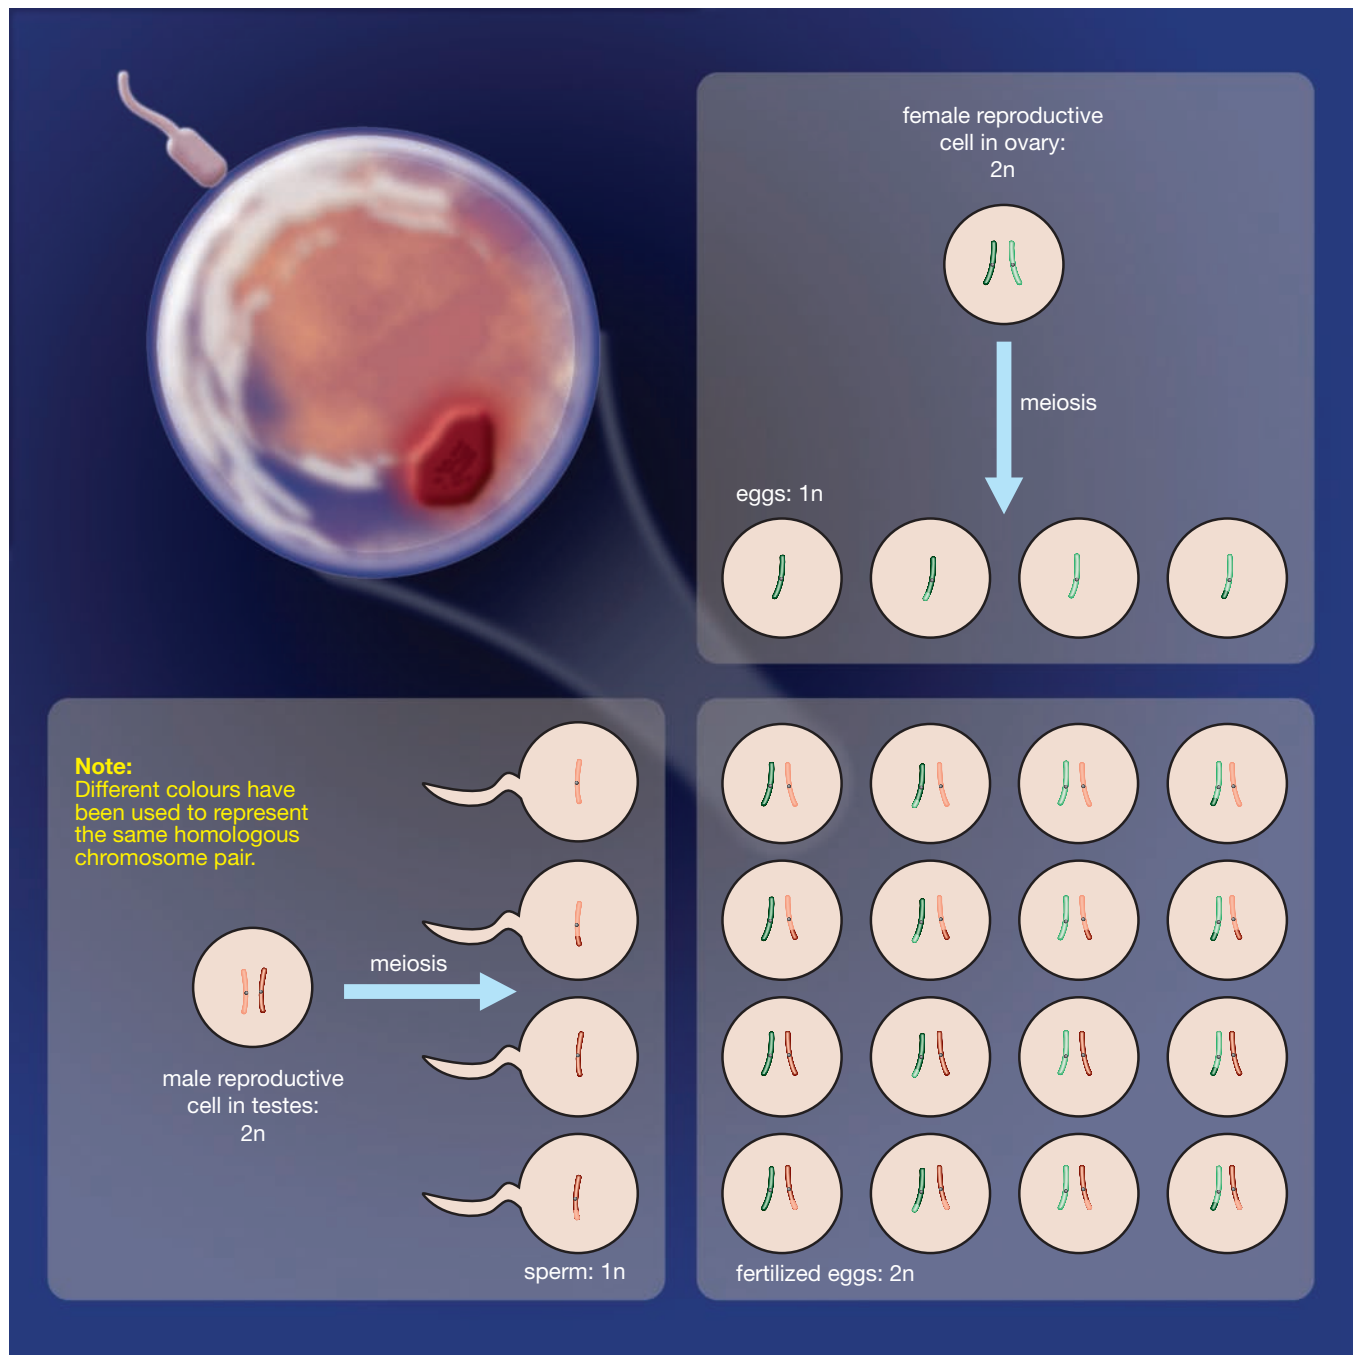 female reproductive
cell in ovary:
2n
meiosis
eggs: 1n
Note:
Different colours have
been used to represent
the same homologous
chromosome pair.
meiosis
male reproductive
cell in testes:
2n
sperm: 1n
fertilized eggs: 2n